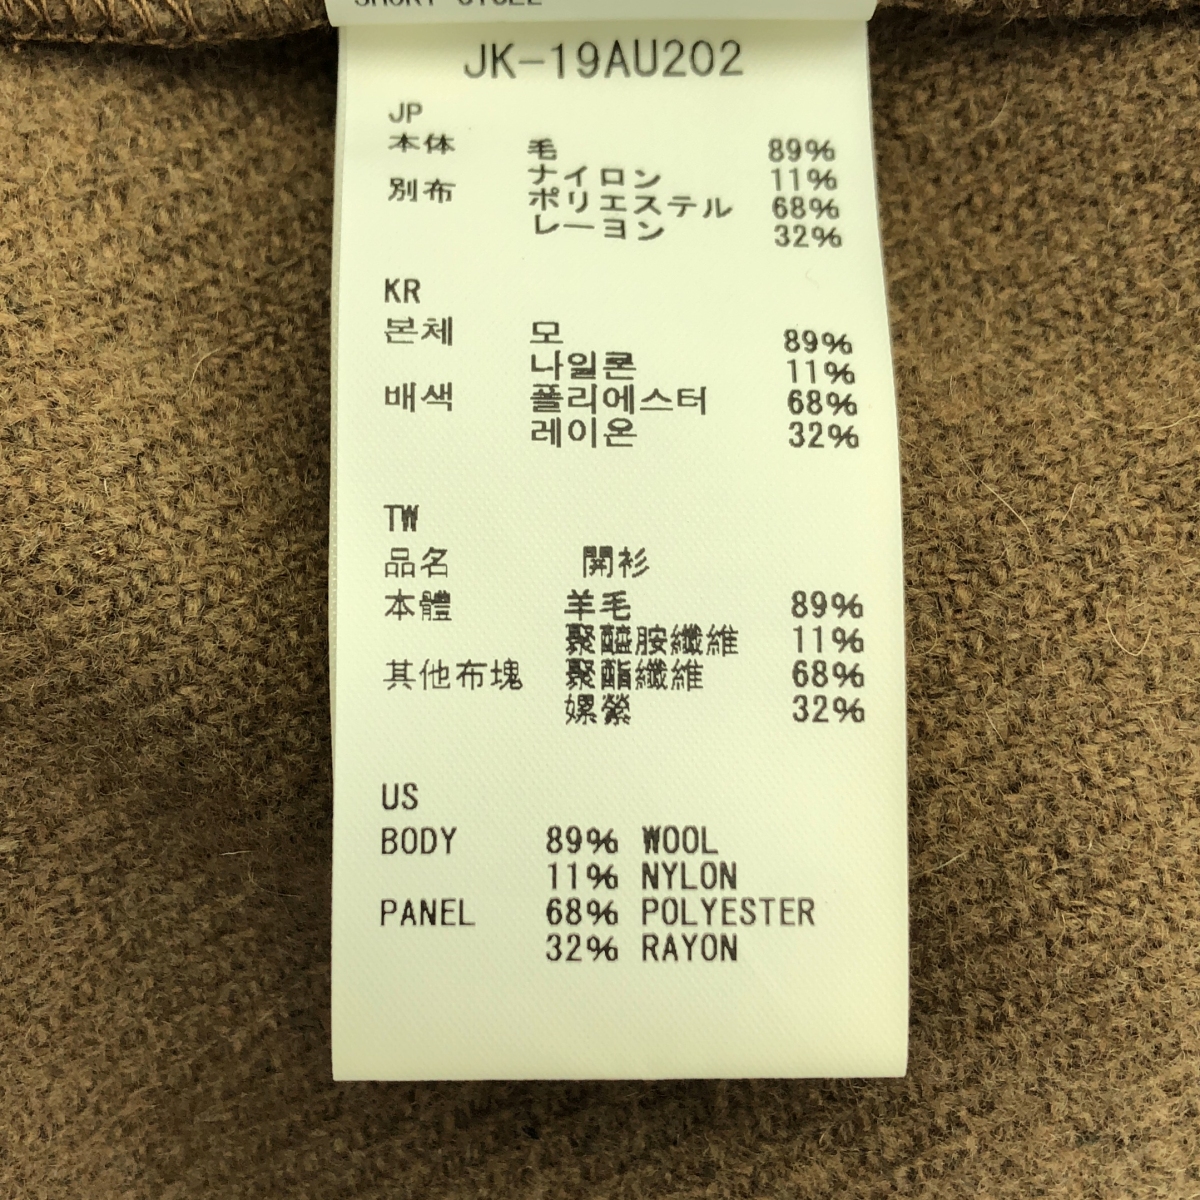 JK-19AU202
JP
本体 毛 89%
ナイロン 11%
別布 ポリエステル 68%
レーヨン 32%
KR
본체 모 89%
나일론 11%
배색 폴리에스터 68%
레이온 32%
TW
品名 開衫
本體 羊毛 89%
聚醯胺纖維 11%
其他布塊 聚酯纖維 68%
嫘縈 32%
US
BODY 89% WOOL
11% NYLON
PANEL 68% POLYESTER
32% RAYON